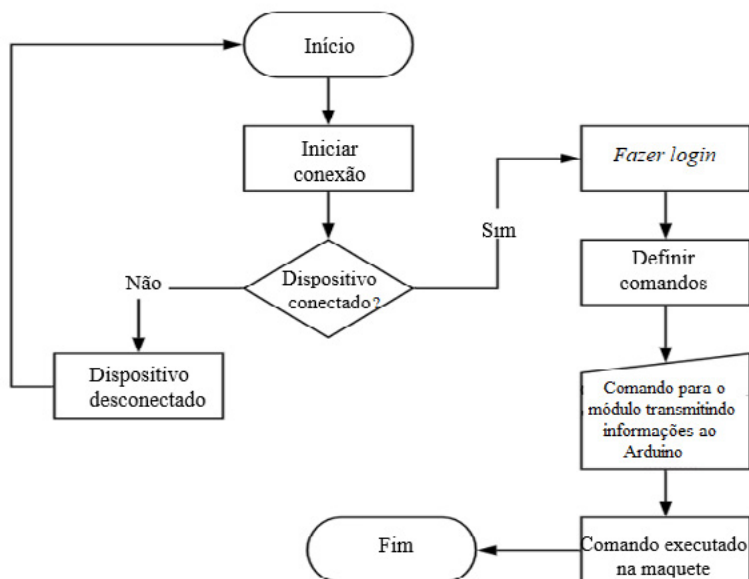 Início
Iniciar
conexão
Dispositivo
conectado?
Não
Dispositivo
desconectado
Sim
Fazer login
Definir
comandos
Comando para o
módulo transmitindo
informações ao
Arduino
Comando executado
na maquete
Fim